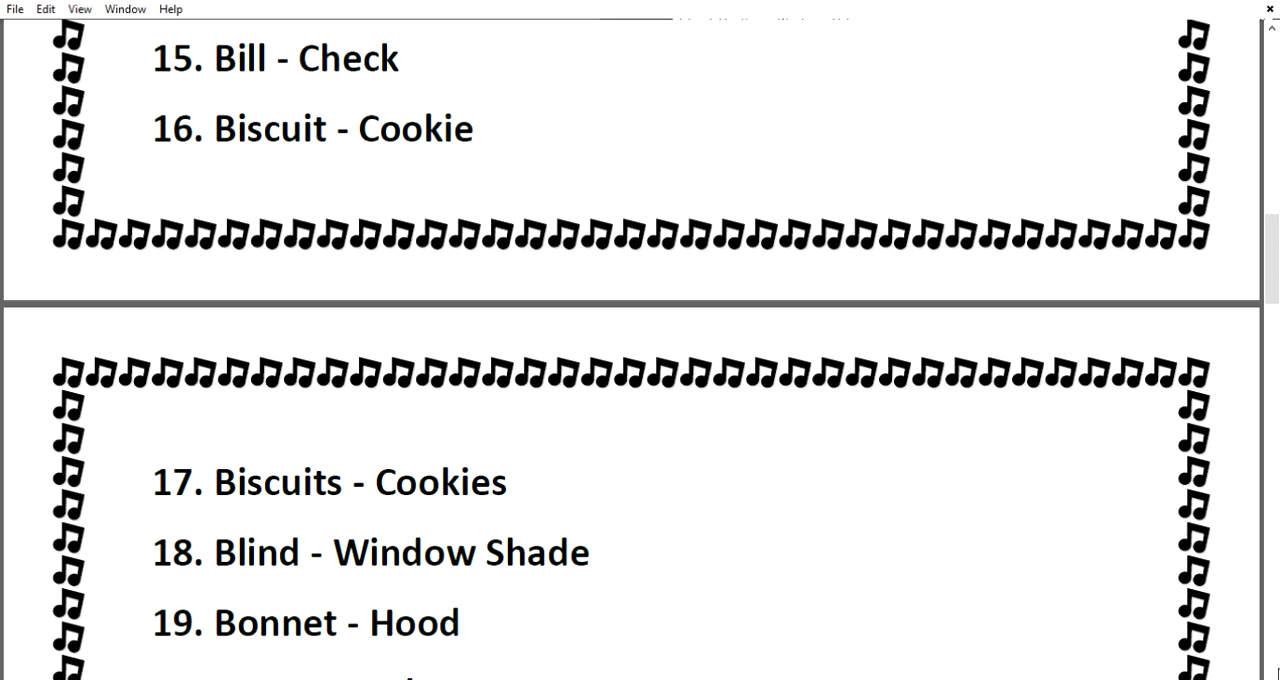 File Edit View Window Help
15. Bill - Check
16. Biscuit - Cookie
17. Biscuits - Cookies
18. Blind - Window Shade
19. Bonnet - Hood